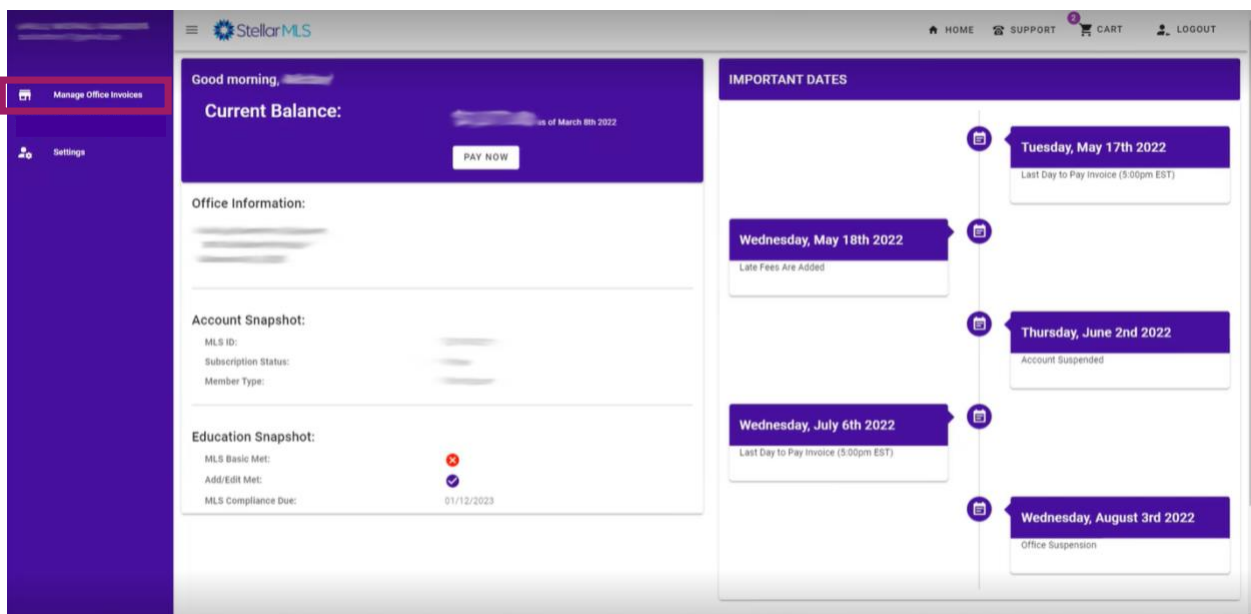 StellarMLS
HOME
SUPPORT
2
CART
LOGOUT
Manage Office Invoices
Settings
Good morning,
Current Balance:
as of March 8th 2022
PAY NOW
Office Information:
Account Snapshot:
MLS ID:
Subscription Status:
Member Type:
Education Snapshot:
MLS Basic Met:
Add/Edit Met:
MLS Compliance Due: 01/12/2023
IMPORTANT DATES
Tuesday, May 17th 2022
Last Day to Pay Invoice (5:00pm EST)
Wednesday, May 18th 2022
Late Fees Are Added
Thursday, June 2nd 2022
Account Suspended
Wednesday, July 6th 2022
Last Day to Pay Invoice (5:00pm EST)
Wednesday, August 3rd 2022
Office Suspension